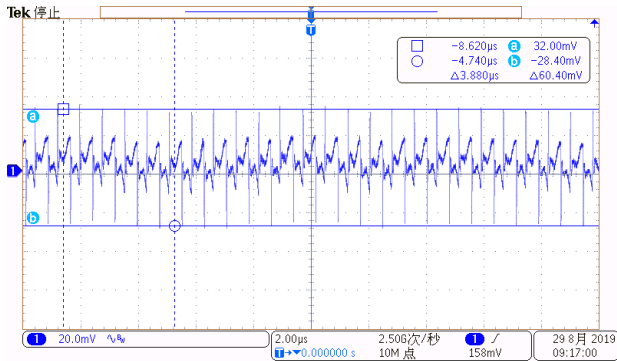 Tek 停止
T
T
-8.620μs a 32.00mV
-4.740μs b -28.40mV
△3.880μs △60.40mV
a
1
b
1 20.0mV
2.00μs 2.50G次/秒 1
T→▼0.000000 s 10M 点 158mV
29 8月 2019
09:17:00